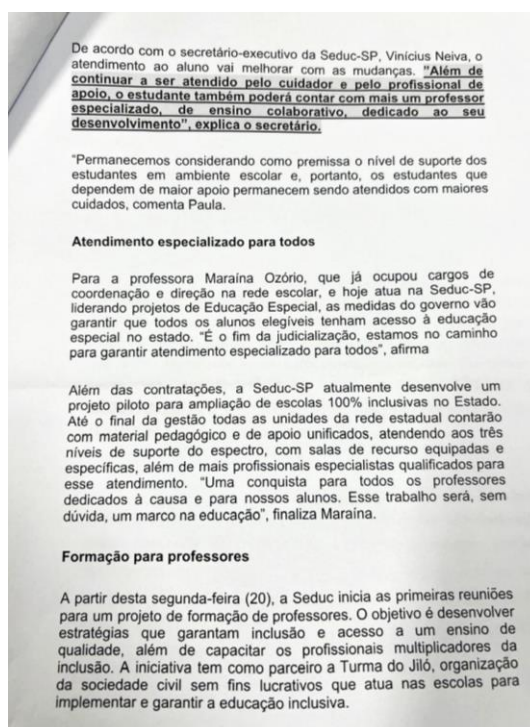 De acordo com o secretário-executivo da Seduc-SP, Vinícius Neiva, o
atendimento ao aluno vai melhorar com as mudanças. "Além de
continuar a ser atendido pelo cuidador e pelo profissional de
apoio, o estudante também poderá contar com mais um professor
especializado, de ensino colaborativo, dedicado ao seu
desenvolvimento", explica o secretário.
"Permanecemos considerando como premissa o nível de suporte dos
estudantes em ambiente escolar e, portanto, os estudantes que
dependem de maior apoio permanecem sendo atendidos com maiores
cuidados, comenta Paula.
Atendimento especializado para todos
Para a professora Maraína Ozório, que já ocupou cargos de
coordenação e direção na rede escolar, e hoje atua na Seduc-SP,
liderando projetos de Educação Especial, as medidas do governo vão
garantir que todos os alunos elegíveis tenham acesso à educação
especial no estado. "É o fim da judicialização, estamos no caminho
para garantir atendimento especializado para todos", afirma
Além das contratações, a Seduc-SP atualmente desenvolve um
projeto piloto para ampliação de escolas 100% inclusivas no Estado.
Até o final da gestão todas as unidades da rede estadual contarão
com material pedagógico e de apoio unificados, atendendo aos três
níveis de suporte do espectro, com salas de recurso equipadas e
específicas, além de mais profissionais especialistas qualificados para
esse atendimento. "Uma conquista para todos os professores
dedicados à causa e para nossos alunos. Esse trabalho será, sem
dúvida, um marco na educação", finaliza Maraina.
Formação para professores
A partir desta segunda-feira (20), a Seduc inicia as primeiras reuniões
para um projeto de formação de professores. O objetivo é desenvolver
estratégias que garantam inclusão e acesso a um ensino de
qualidade, além de capacitar os profissionais multiplicadores da
inclusão. A iniciativa tem como parceiro a Turma do Jiló, organização
da sociedade civil sem fins lucrativos que atua nas escolas para
implementar e garantir a educação inclusiva.